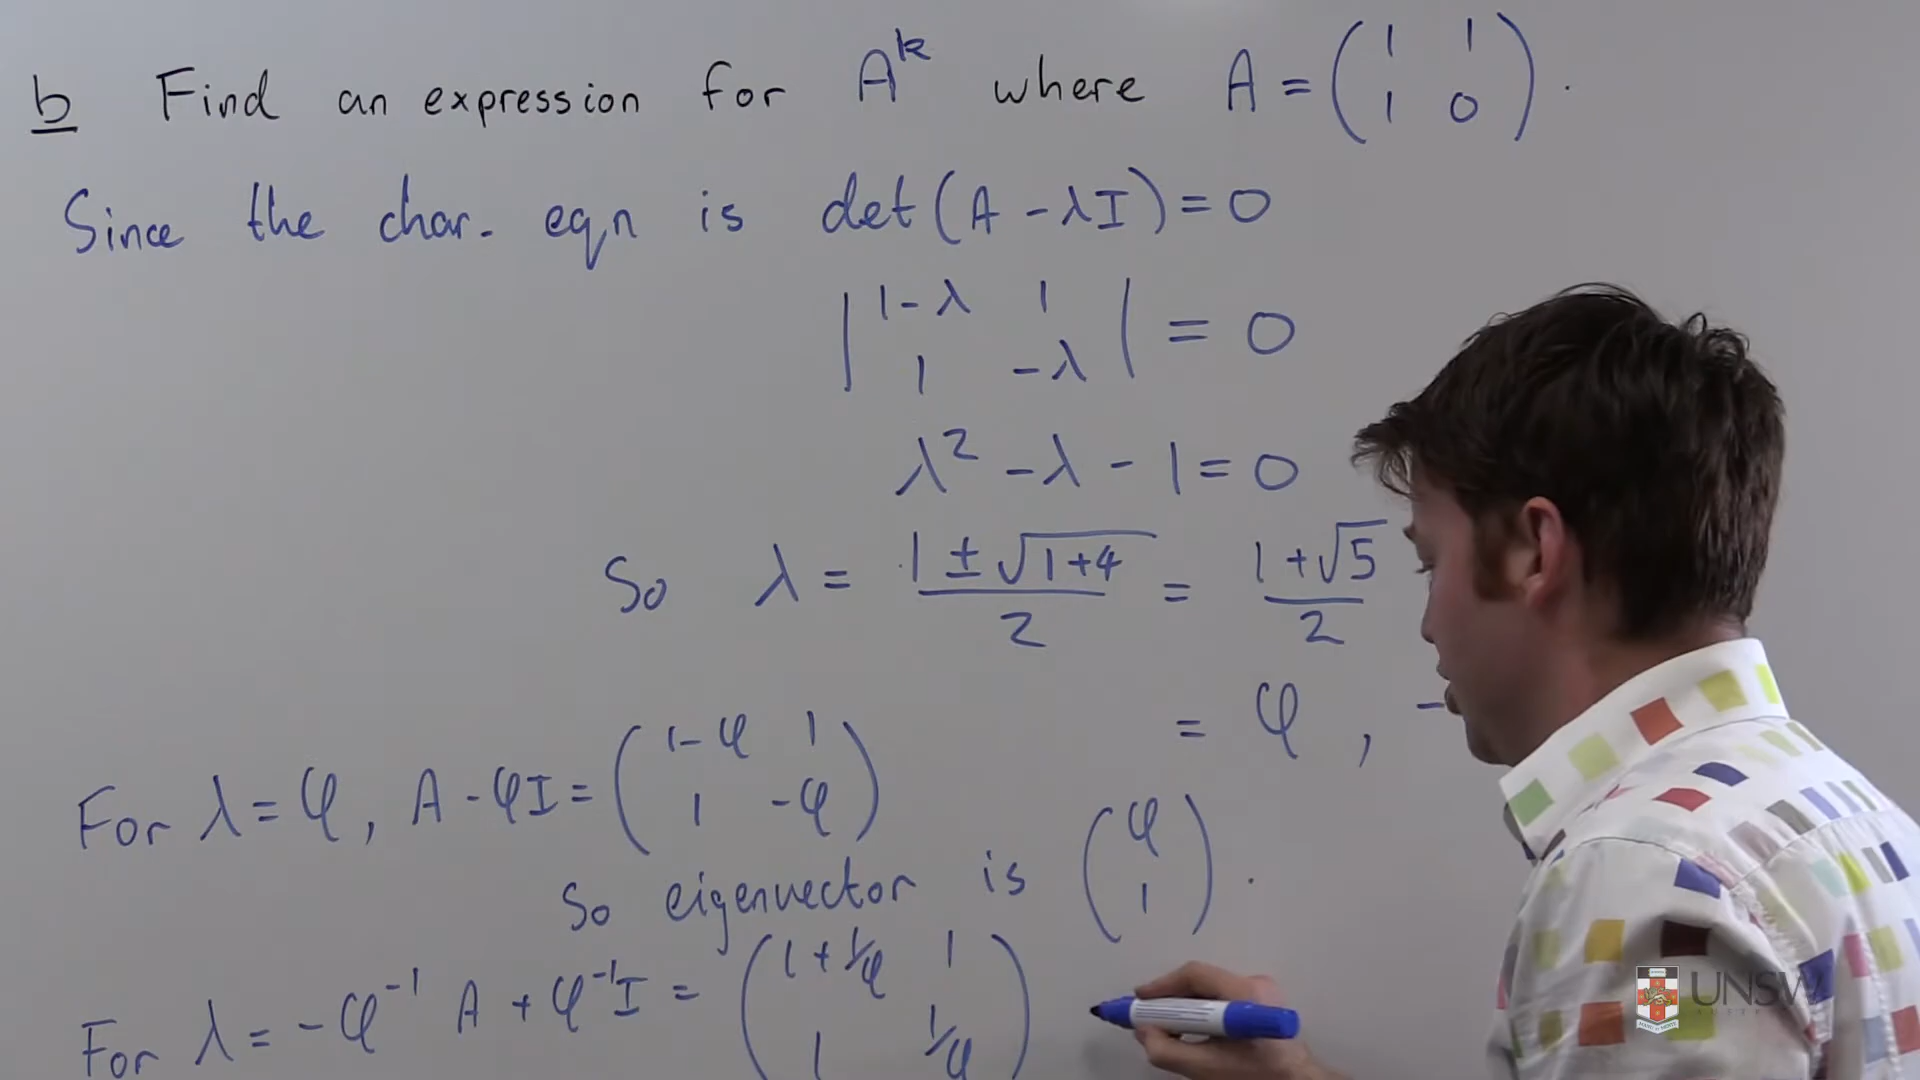 b Find an expression for A^k where A = (1 1
1 0).
Since the char. eqn is det(A - λI) = 0
|1-λ 1
1 -λ| = 0
λ² - λ - 1 = 0
So λ = 1 ± √1+4 / 2 = 1+√5 / 2
= φ, -
For λ = φ, A - φI = (1-φ 1
1 -φ)
So eigenvector is (φ
1).
For λ = -φ⁻¹ A + φ⁻¹I = (1+1/φ 1
1 1/φ)
UNSW